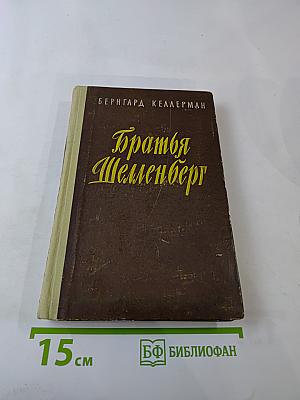 БЕРНГАРД КЕЛЛЕРМАН
Братья
Шелленберг
15 см
БФ БИБЛИОФАН